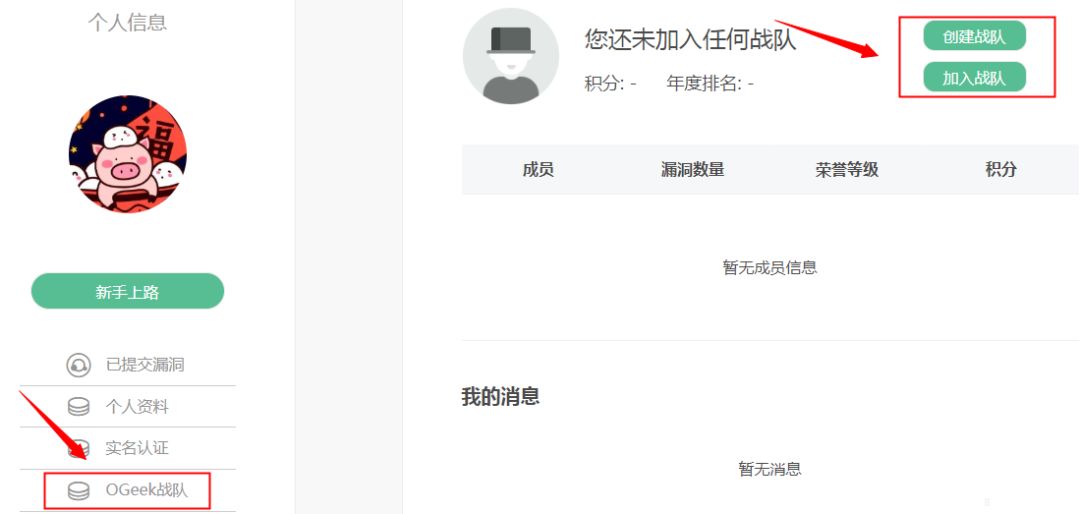 个人信息
福
新手上路
已提交漏洞
个人资料
实名认证
OGeek战队
您还未加入任何战队
积分: - 年度排名: -
创建战队
加入战队
成员 漏洞数量 荣誉等级 积分
暂无成员信息
我的消息
暂无消息